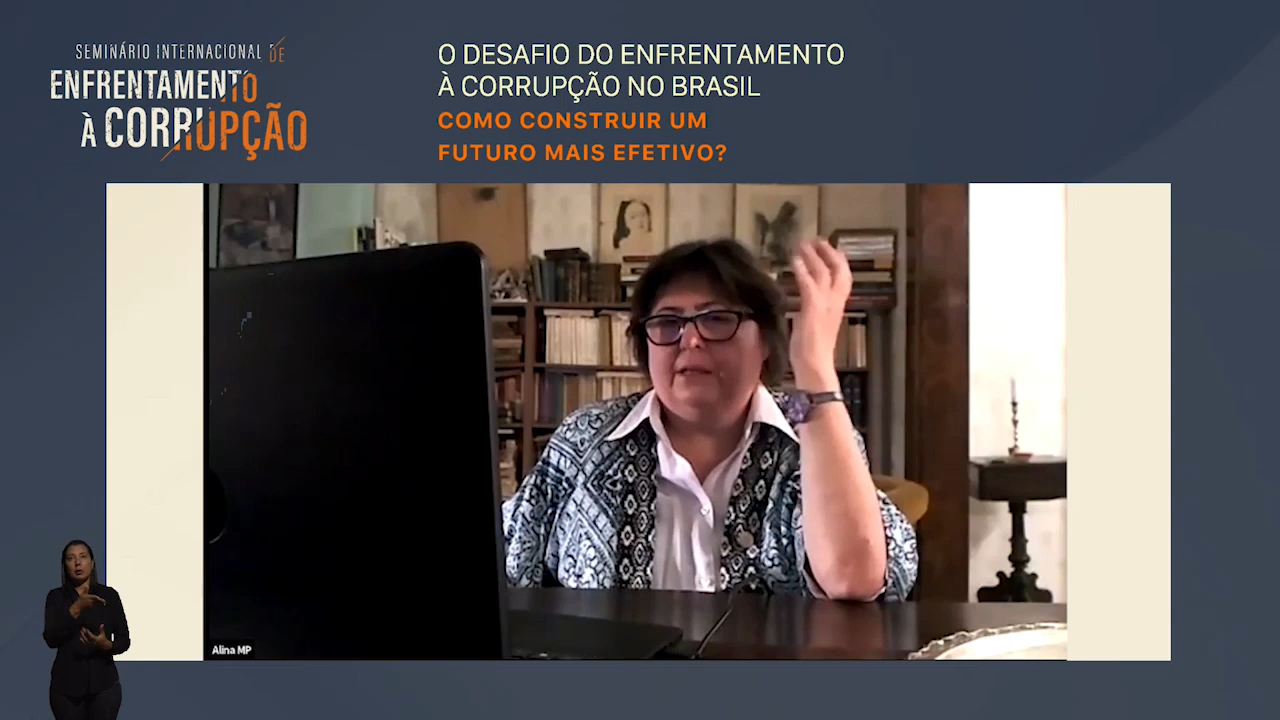 SEMINÁRIO INTERNACIONAL DE
ENFRENTAMENTO
À CORRUPÇÃO
O DESAFIO DO ENFRENTAMENTO
À CORRUPÇÃO NO BRASIL
COMO CONSTRUIR UM
FUTURO MAIS EFETIVO?
Alina MP